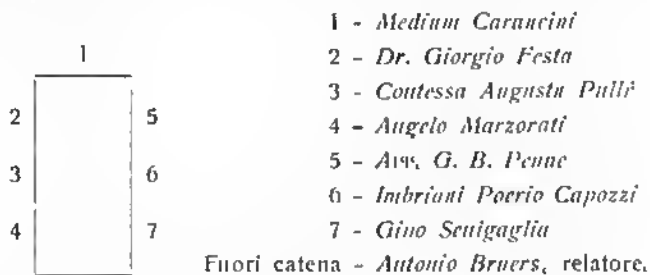 1
2 5
3 6
4 7
1 - Medium Carancini
2 - Dr. Giorgio Festa
3 - Contessa Augusta Pullè
4 - Angelo Marzorati
5 - Avv. G. B. Penne
6 - Imbriani Poerio Capozzi
7 - Gino Senigaglia
Fuori catena - Antonio Bruers, relatore.